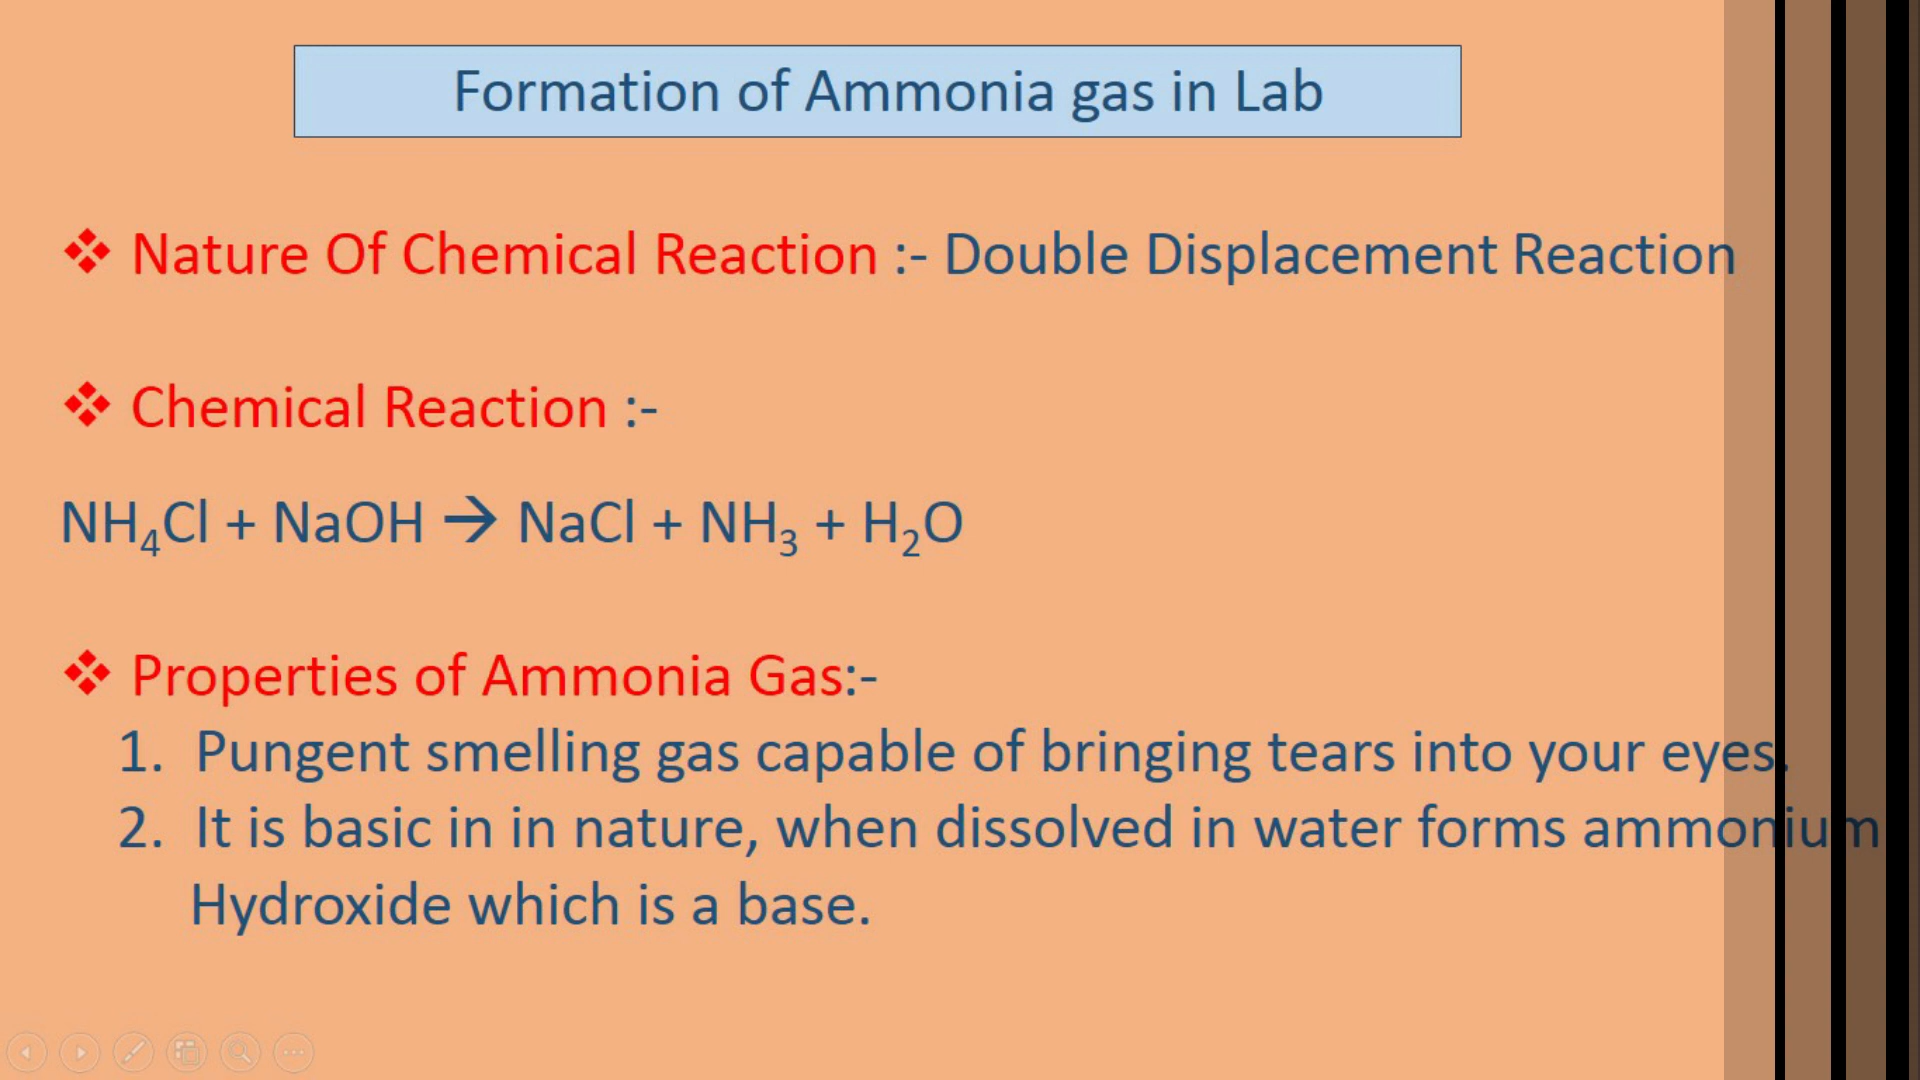 Formation of Ammonia gas in Lab
❖ Nature Of Chemical Reaction :- Double Displacement Reaction
❖ Chemical Reaction :-
NH₄Cl + NaOH → NaCl + NH₃ + H₂O
❖ Properties of Ammonia Gas:-
1. Pungent smelling gas capable of bringing tears into your eyes.
2. It is basic in in nature, when dissolved in water forms ammonium
Hydroxide which is a base.